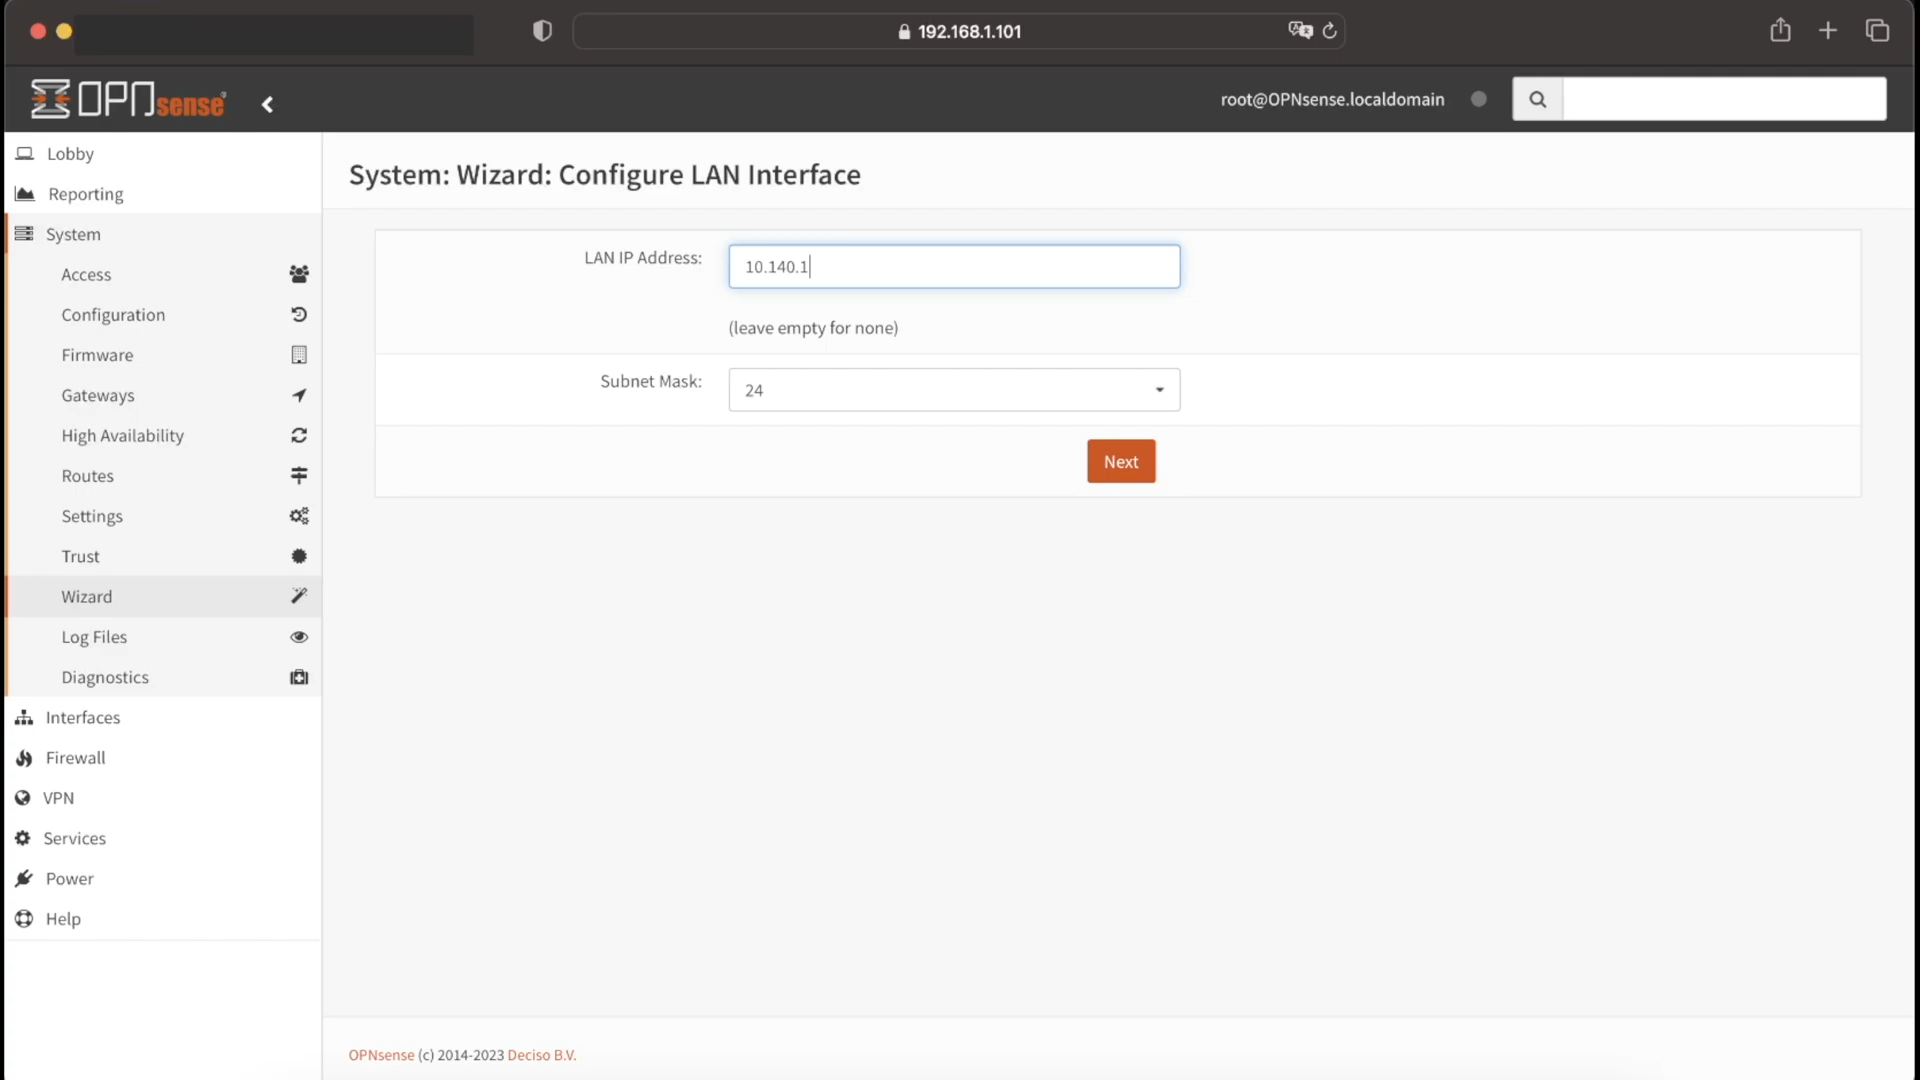 192.168.1.101
OPNsense
root@OPNsense.localdomain
Lobby
Reporting
System
Access
Configuration
Firmware
Gateways
High Availability
Routes
Settings
Trust
Wizard
Log Files
Diagnostics
Interfaces
Firewall
VPN
Services
Power
Help
System: Wizard: Configure LAN Interface
LAN IP Address:
10.140.1
(leave empty for none)
Subnet Mask:
24
Next
OPNsense (c) 2014-2023 Deciso B.V.